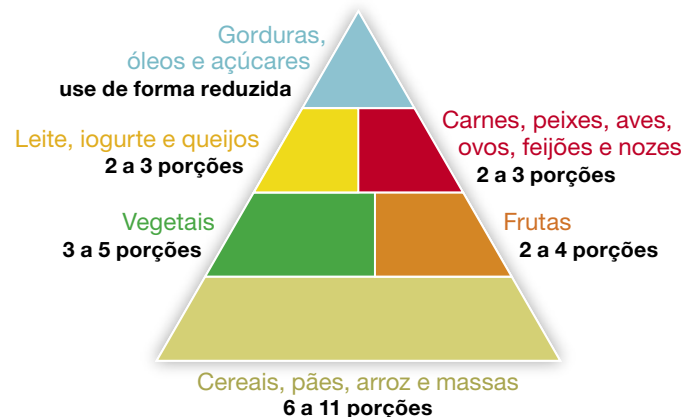 Gorduras,
óleos e açúcares
use de forma reduzida
Leite, iogurte e queijos
2 a 3 porções
Carnes, peixes, aves,
ovos, feijões e nozes
2 a 3 porções
Vegetais
3 a 5 porções
Frutas
2 a 4 porções
Cereais, pães, arroz e massas
6 a 11 porções